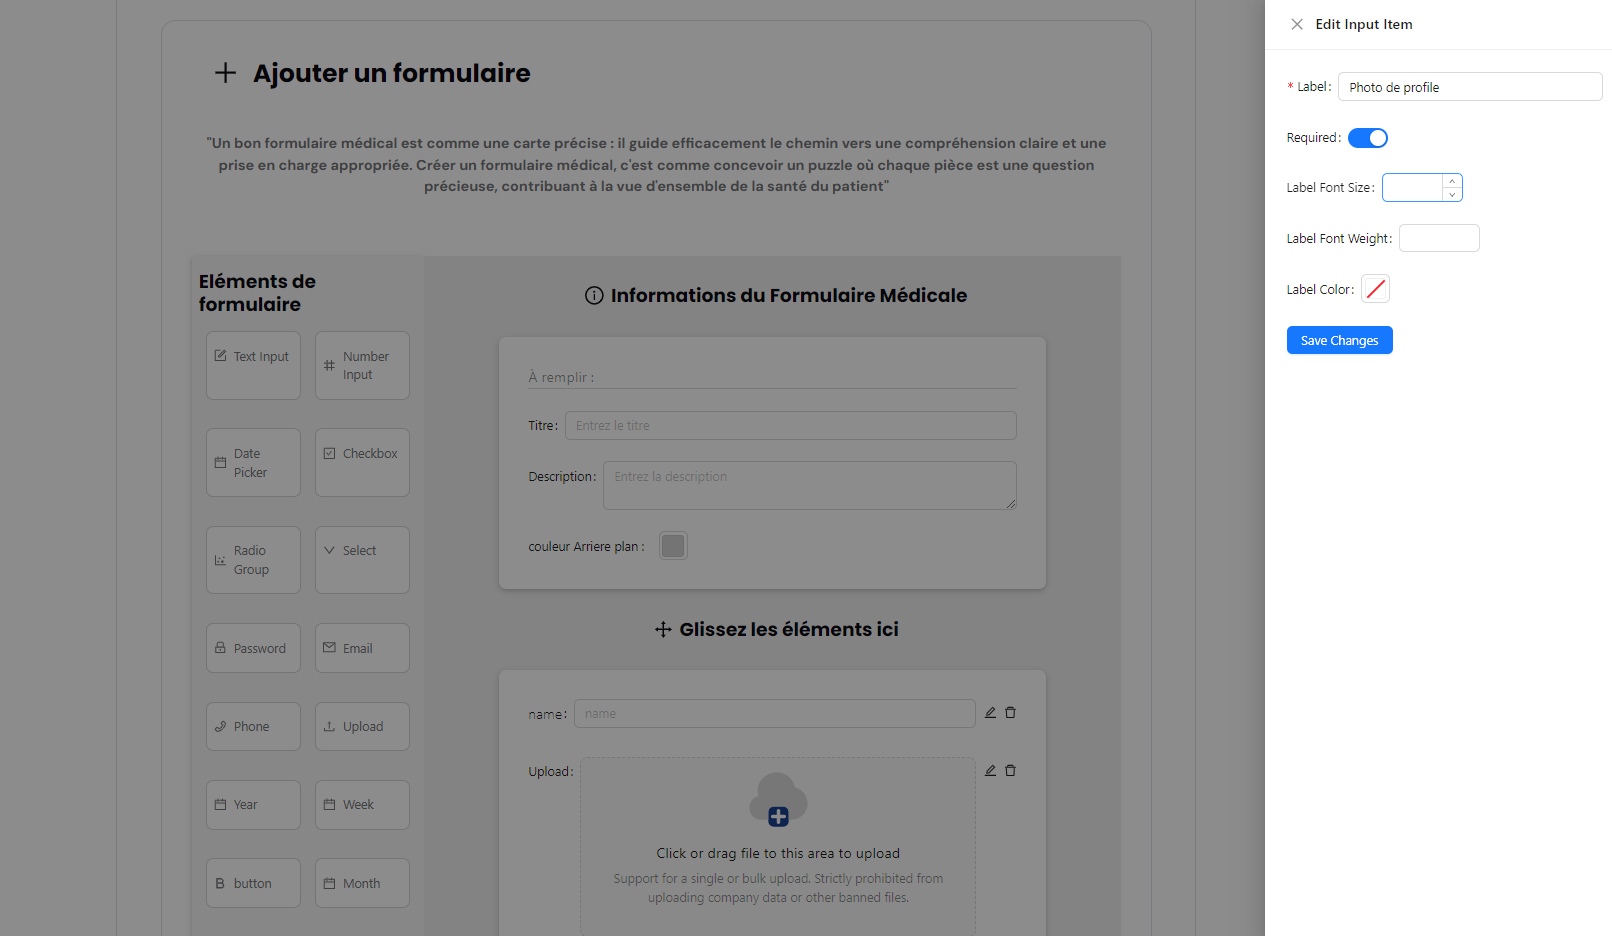 Ajouter un formulaire
"Un bon formulaire médical est comme une carte précise : il guide efficacement le chemin vers une compréhension claire et une
prise en charge appropriée. Créer un formulaire médical, c'est comme concevoir un puzzle où chaque pièce est une question
précieuse, contribuant à la vue d'ensemble de la santé du patient"
Eléments de
formulaire
Text Input
Number
Input
Date
Picker
Checkbox
Radio
Group
Select
Password
Email
Phone
Upload
Year
Week
button
Month
Informations du Formulaire Médicale
À remplir :
Titre:
Entrez le titre
Description:
Entrez la description
couleur Arriere plan :
Glissez les éléments ici
name:
name
Upload:
Click or drag file to this area to upload
Support for a single or bulk upload. Strictly prohibited from
uploading company data or other banned files.
Edit Input Item
* Label:
Photo de profile
Required:
Label Font Size:
Label Font Weight:
Label Color:
Save Changes